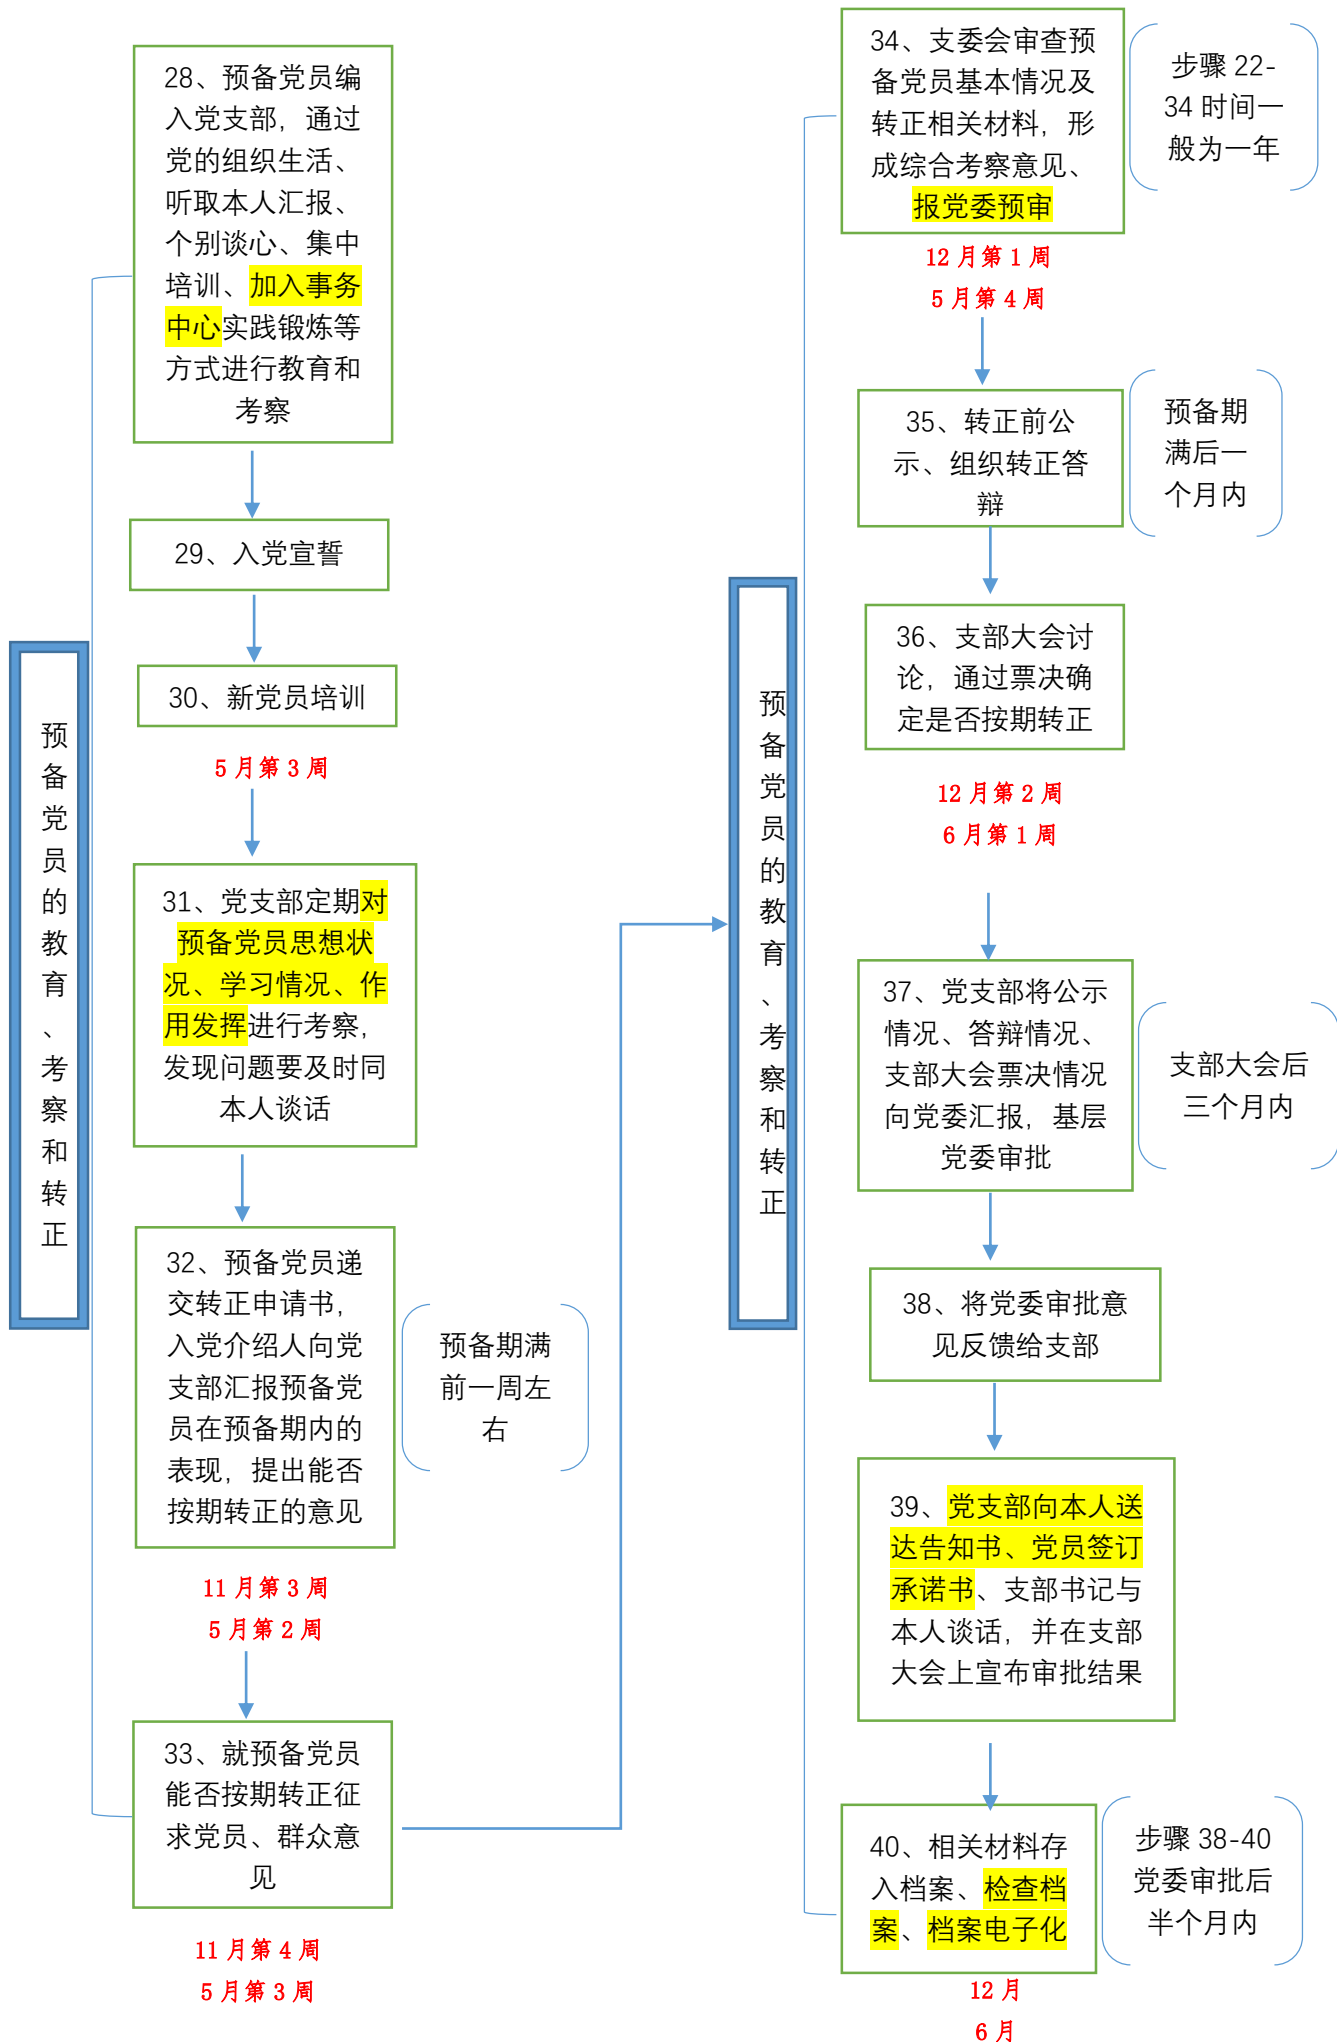 28、预备党员编
入党支部，通过
党的组织生活、
听取本人汇报、
个别谈心、集中
培训、加入事务
中心实践锻炼等
方式进行教育和
考察
29、入党宣誓
30、新党员培训
5 月第 3 周
预备党员的教育、考察和转正
31、党支部定期对
预备党员思想状
况、学习情况、作
用发挥进行考察，
发现问题要及时同
本人谈话
32、预备党员递
交转正申请书，
入党介绍人向党
支部汇报预备党
员在预备期内的
表现，提出能否
按期转正的意见
预备期满
前一周左
右
11 月第 3 周
5 月第 2 周
33、就预备党员
能否按期转正征
求党员、群众意
见
11 月第 4 周
5 月第 3 周
34、支委会审查预
备党员基本情况及
转正相关材料，形
成综合考察意见、
报党委预审
步骤 22-
34 时间一
般为一年
12 月第 1 周
5 月第 4 周
35、转正前公
示、组织转正答
辩
预备期
满后一
个月内
36、支部大会讨
论，通过票决确
定是否按期转正
12 月第 2 周
6 月第 1 周
预备党员的教育、考察和转正
37、党支部将公示
情况、答辩情况、
支部大会票决情况
向党委汇报，基层
党委审批
支部大会后
三个月内
38、将党委审批意
见反馈给支部
39、党支部向本人送
达告知书、党员签订
承诺书、支部书记与
本人谈话，并在支部
大会上宣布审批结果
40、相关材料存
入档案、检查档
案、档案电子化
步骤 38-40
党委审批后
半个月内
12 月
6 月